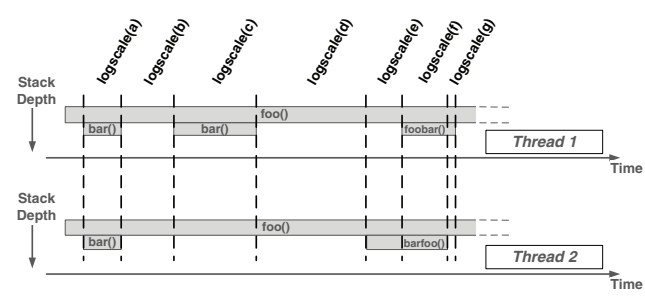 logscale(a)
logscale(b)
logscale(c)
logscale(d)
logscale(e)
logscale(f)
logscale(g)
Stack
Depth
foo()
bar()
bar()
foobar()
Thread 1
Time
Stack
Depth
foo()
bar()
barfoo()
Thread 2
Time